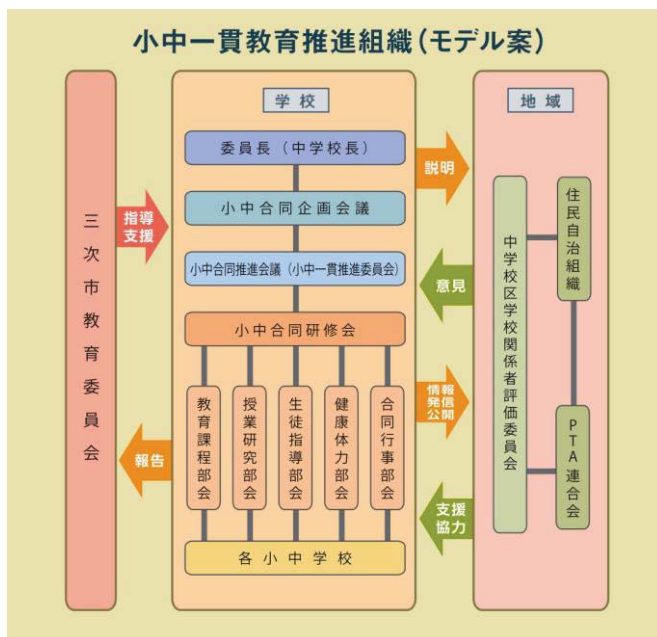 小中一貫教育推進組織（モデル案）
三次市教育委員会
指導
支援
報告
学校
委員長（中学校長）
小中合同企画会議
小中合同推進会議（小中一貫推進委員会）
小中合同研修会
教育課程部会
授業研究部会
生徒指導部会
健康体力部会
合同行事部会
各小中学校
説明
意見
情報
発信
公開
支援
協力
地域
中学校区学校関係者評価委員会
住民自治組織
PTA連合会